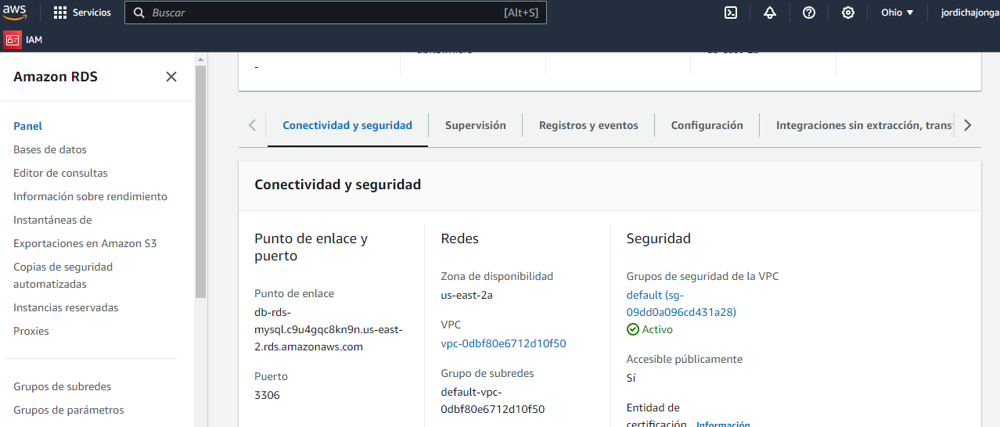 aws
Servicios
Buscar
[Alt+S]
Ohio
jordichajonga
IAM
Amazon RDS
Panel
Bases de datos
Editor de consultas
Información sobre rendimiento
Instantáneas de
Exportaciones en Amazon S3
Copias de seguridad
automatizadas
Instancias reservadas
Proxies
Grupos de subredes
Grupos de parámetros
-
us-east-2a
Conectividad y seguridad
Supervisión
Registros y eventos
Configuración
Integraciones sin extracción, trans
Conectividad y seguridad
Punto de enlace y
puerto
Punto de enlace
db-rds-
mysql.c9u4gqc8kn9n.us-east-
2.rds.amazonaws.com
Puerto
3306
Redes
Zona de disponibilidad
us-east-2a
VPC
vpc-0dbf80e6712d10f50
Grupo de subredes
default-vpc-
0dbf80e6712d10f50
Seguridad
Grupos de seguridad de la VPC
default (sg-
09dd0a096cd431a28)
Activo
Accesible públicamente
Sí
Entidad de
certificación Información